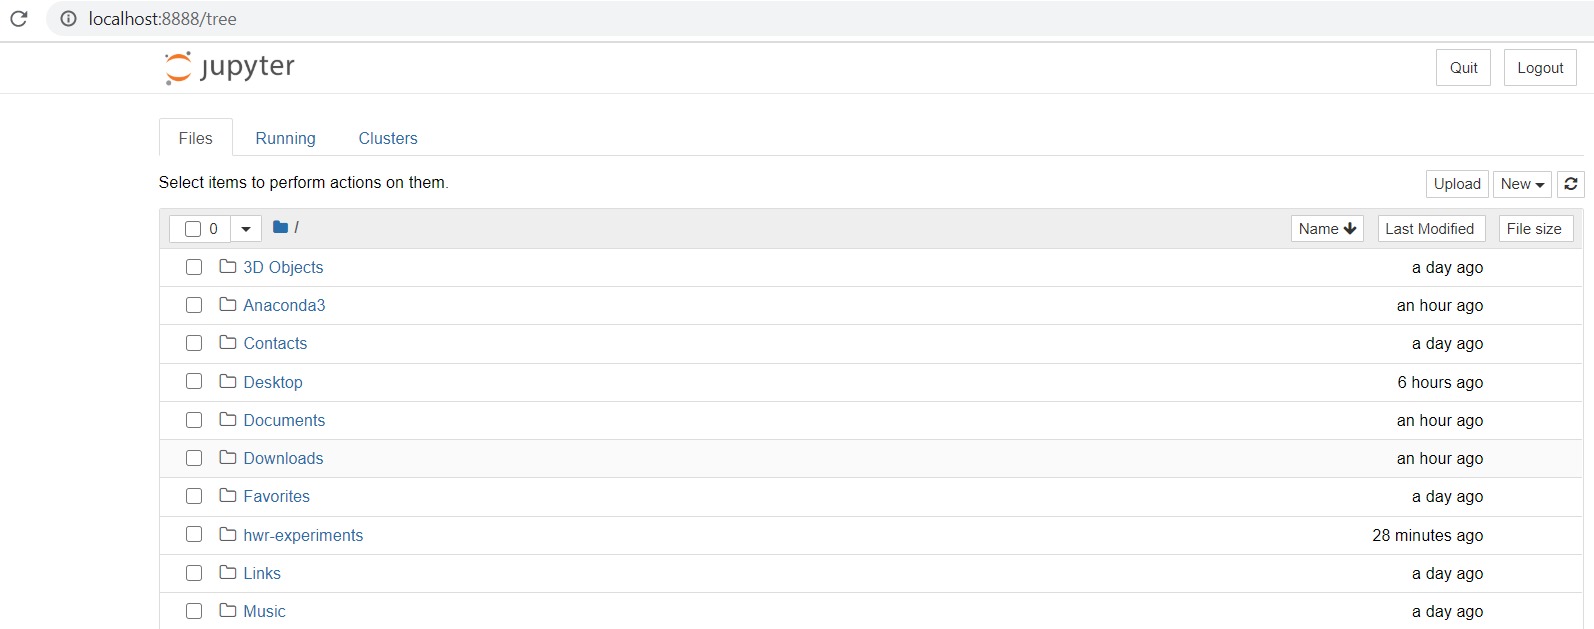 localhost:8888/tree
jupyter
Quit Logout
Files Running Clusters
Select items to perform actions on them.
Upload New
0 / Name Last Modified File size
3D Objects a day ago
Anaconda3 an hour ago
Contacts a day ago
Desktop 6 hours ago
Documents an hour ago
Downloads an hour ago
Favorites a day ago
hwr-experiments 28 minutes ago
Links a day ago
Music a day ago